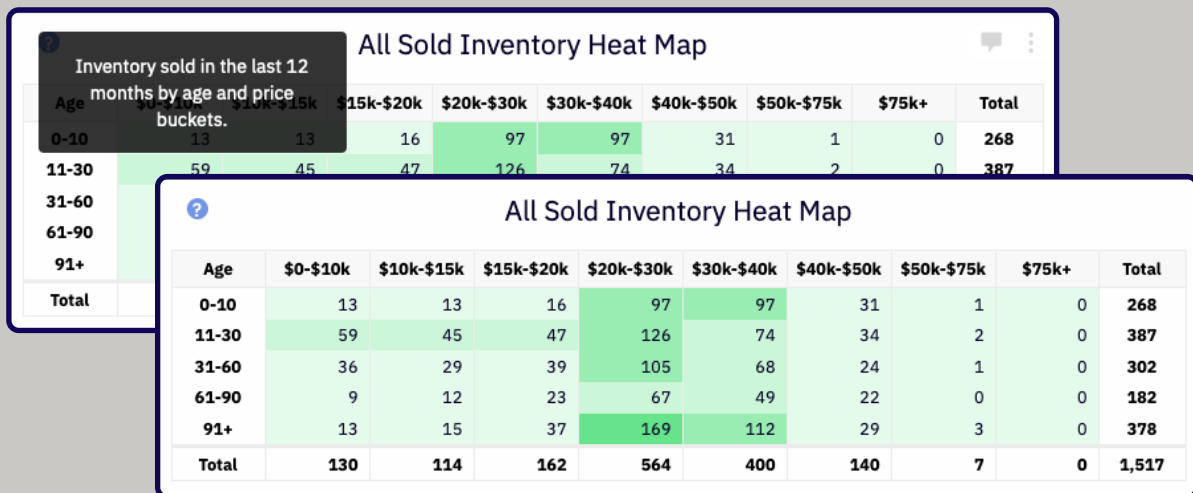 All Sold Inventory Heat Map
Inventory sold in the last 12
months by age and price
buckets.
Age $0-$10k $10k-$15k $15k-$20k $20k-$30k $30k-$40k $40k-$50k $50k-$75k $75k+ Total
0-10 13 13 16 97 97 31 1 0 268
11-30 59 45 47 126 74 34 2 0 387
31-60
61-90
91+
Total
?
All Sold Inventory Heat Map
Age $0-$10k $10k-$15k $15k-$20k $20k-$30k $30k-$40k $40k-$50k $50k-$75k $75k+ Total
0-10 13 13 16 97 97 31 1 0 268
11-30 59 45 47 126 74 34 2 0 387
31-60 36 29 39 105 68 24 1 0 302
61-90 9 12 23 67 49 22 0 0 182
91+ 13 15 37 169 112 29 3 0 378
Total 130 114 162 564 400 140 7 0 1,517